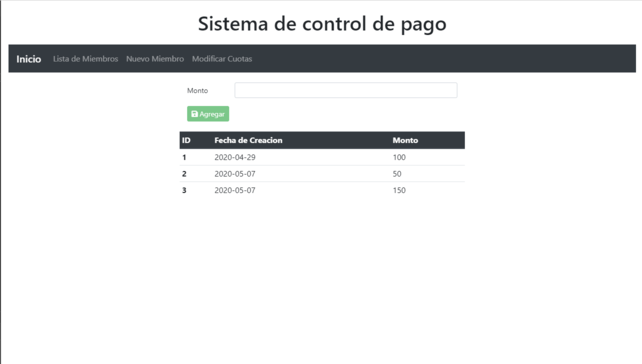 Sistema de control de pago
Inicio Lista de Miembros Nuevo Miembro Modificar Cuotas
Monto
Agregar
ID Fecha de Creacion Monto
1 2020-04-29 100
2 2020-05-07 50
3 2020-05-07 150